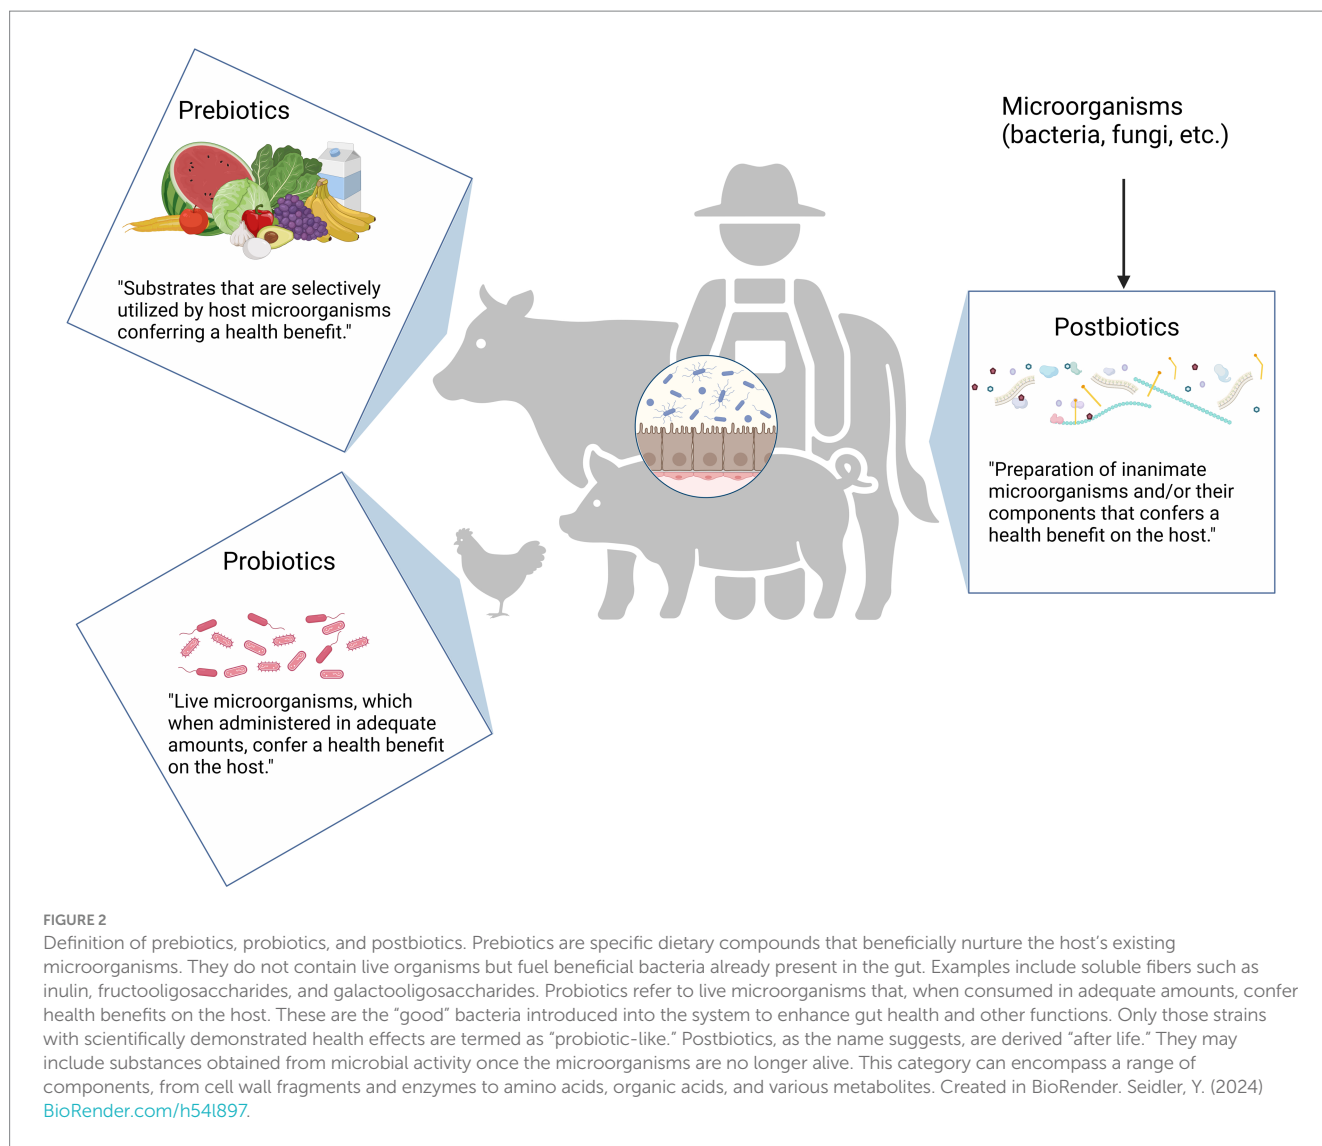 Prebiotics
"Substrates that are selectively
utilized by host microorganisms
conferring a health benefit."
Probiotics
"Live microorganisms, which
when administered in adequate
amounts, confer a health benefit
on the host."
Microorganisms
(bacteria, fungi, etc.)
Postbiotics
"Preparation of inanimate
microorganisms and/or their
components that confers a
health benefit on the host."
FIGURE 2
Definition of prebiotics, probiotics, and postbiotics. Prebiotics are specific dietary compounds that beneficially nurture the host’s existing
microorganisms. They do not contain live organisms but fuel beneficial bacteria already present in the gut. Examples include soluble fibers such as
inulin, fructooligosaccharides, and galactooligosaccharides. Probiotics refer to live microorganisms that, when consumed in adequate amounts, confer
health benefits on the host. These are the “good” bacteria introduced into the system to enhance gut health and other functions. Only those strains
with scientifically demonstrated health effects are termed as “probiotic-like.” Postbiotics, as the name suggests, are derived “after life.” They may
include substances obtained from microbial activity once the microorganisms are no longer alive. This category can encompass a range of
components, from cell wall fragments and enzymes to amino acids, organic acids, and various metabolites. Created in BioRender. Seidler, Y. (2024)
BioRender.com/h54l897.